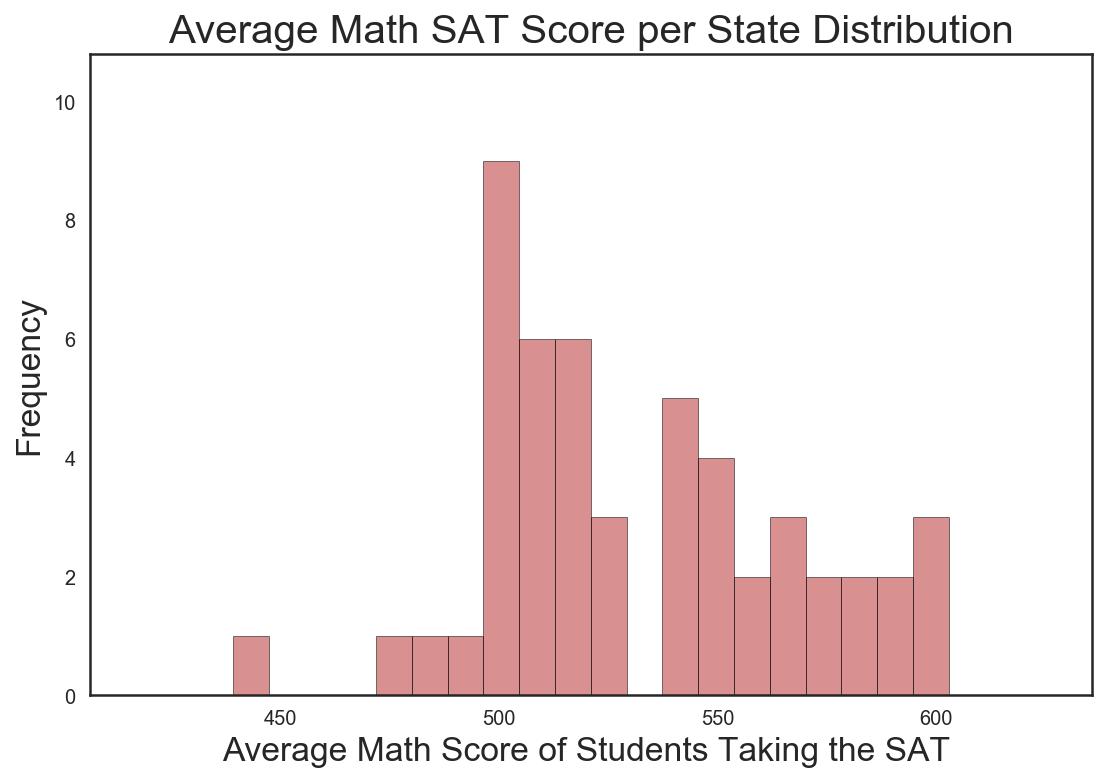 Average Math SAT Score per State Distribution
10
8
6
4
2
0
Frequency
450 500 550 600
Average Math Score of Students Taking the SAT